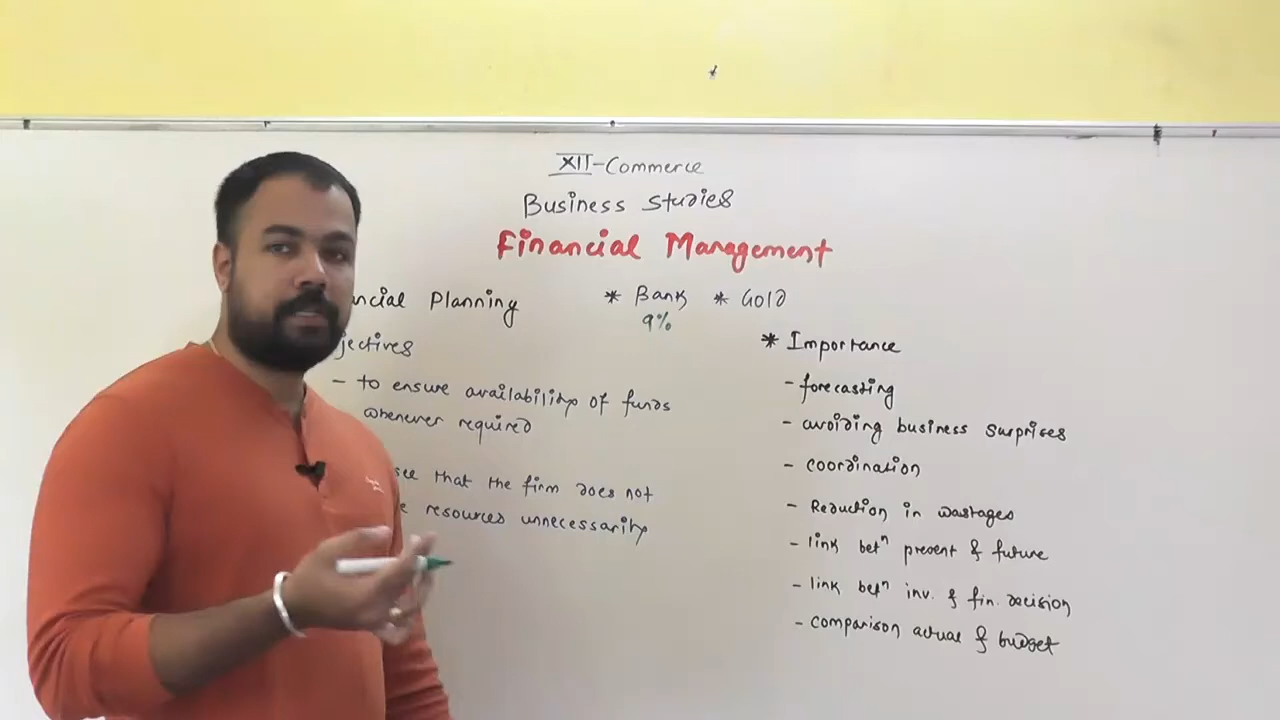 XII-Commerce
Business Studies
Financial Management
ncial Planning
* Bank * Gold
9%
jectives
- to ensure availability of funds
whenever required
see that the firm does not
e resources unnecessarily
* Importance
- forecasting
- avoiding business surprises
- coordination
- Reduction in wastages
- link betⁿ present & future
- link betⁿ inv. & fin. decision
- comparison actual & budget